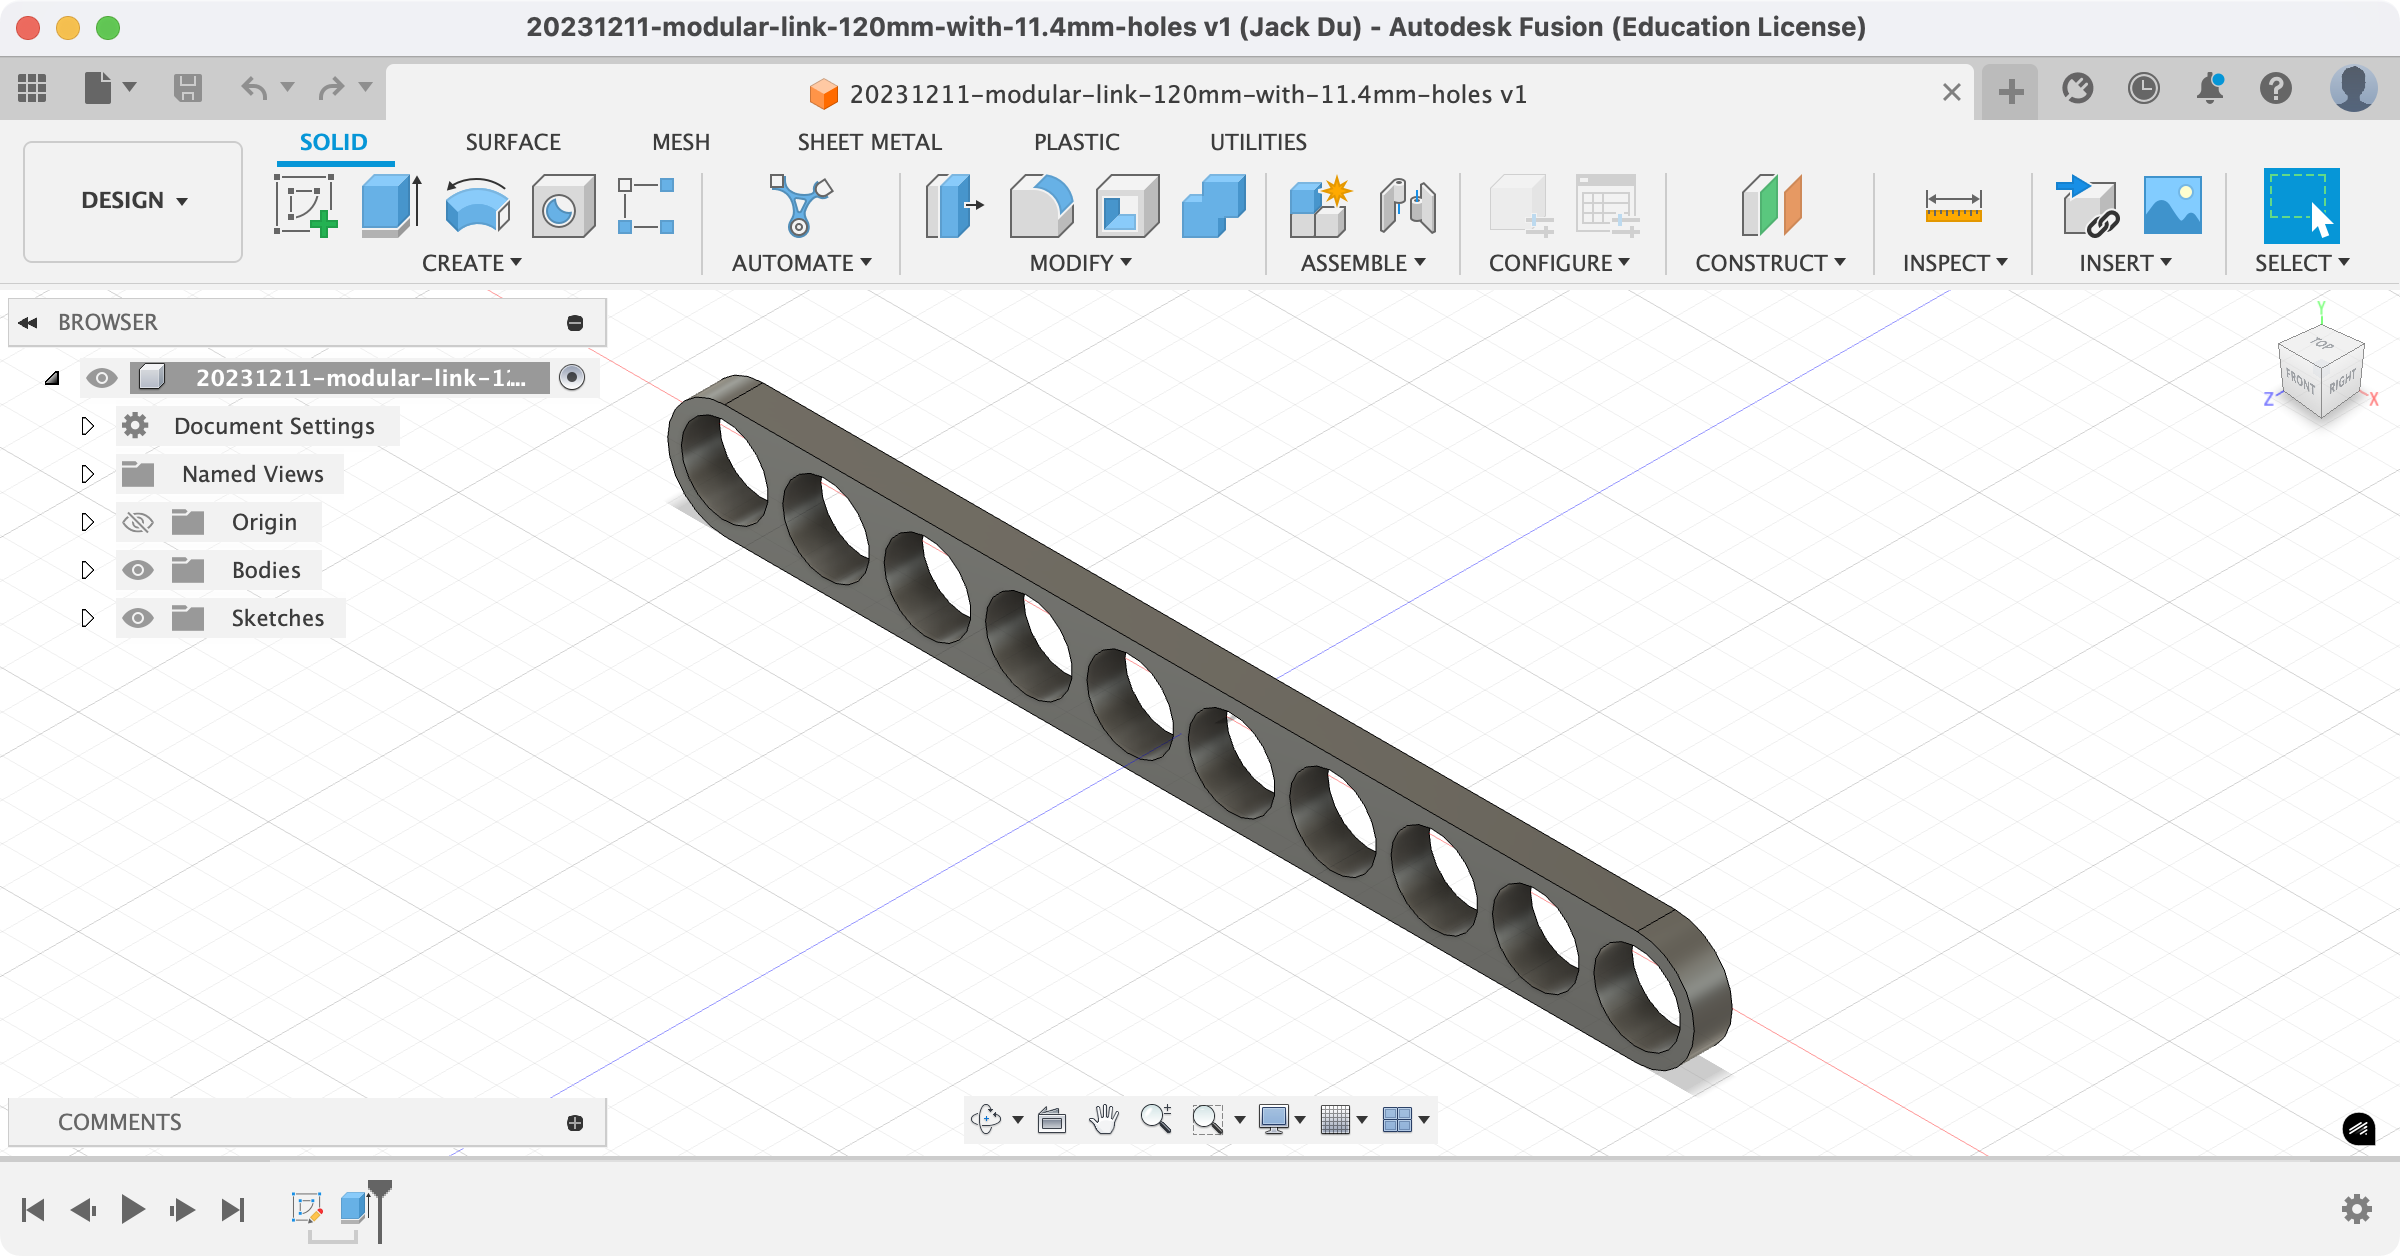 20231211-modular-link-120mm-with-11.4mm-holes v1 (Jack Du) - Autodesk Fusion (Education License)
20231211-modular-link-120mm-with-11.4mm-holes v1
DESIGN
SOLID SURFACE MESH SHEET METAL PLASTIC UTILITIES
CREATE AUTOMATE MODIFY ASSEMBLE CONFIGURE CONSTRUCT INSPECT INSERT SELECT
BROWSER
20231211-modular-link-1...
Document Settings
Named Views
Origin
Bodies
Sketches
Y
TOP
FRONT RIGHT
Z X
COMMENTS